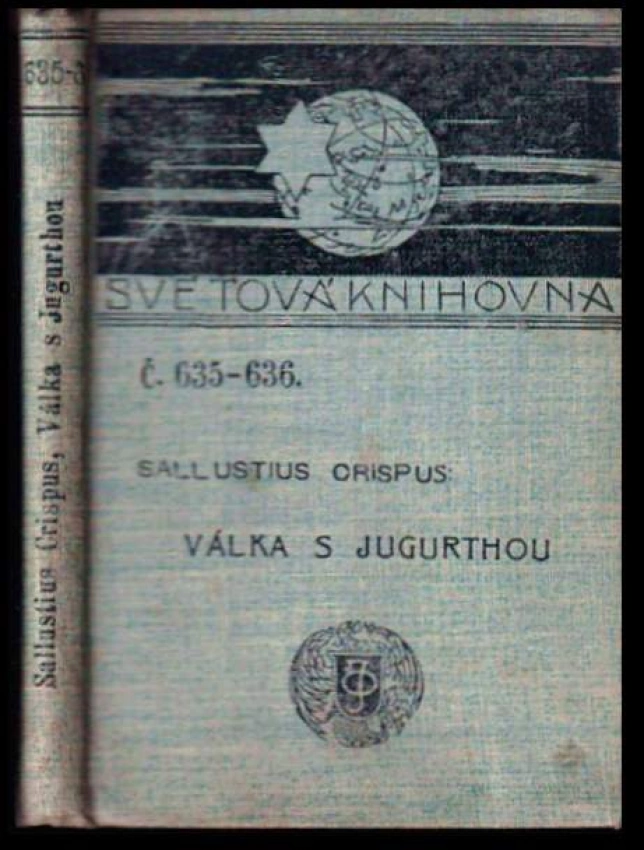 635-6
SVĚTOVÁ KNIHOVNA
Č. 635-636.
SALLUSTIUS CRISPUS:
VÁLKA S JUGURTHOU
Sallustius Crispus, Válka s Jugurthou